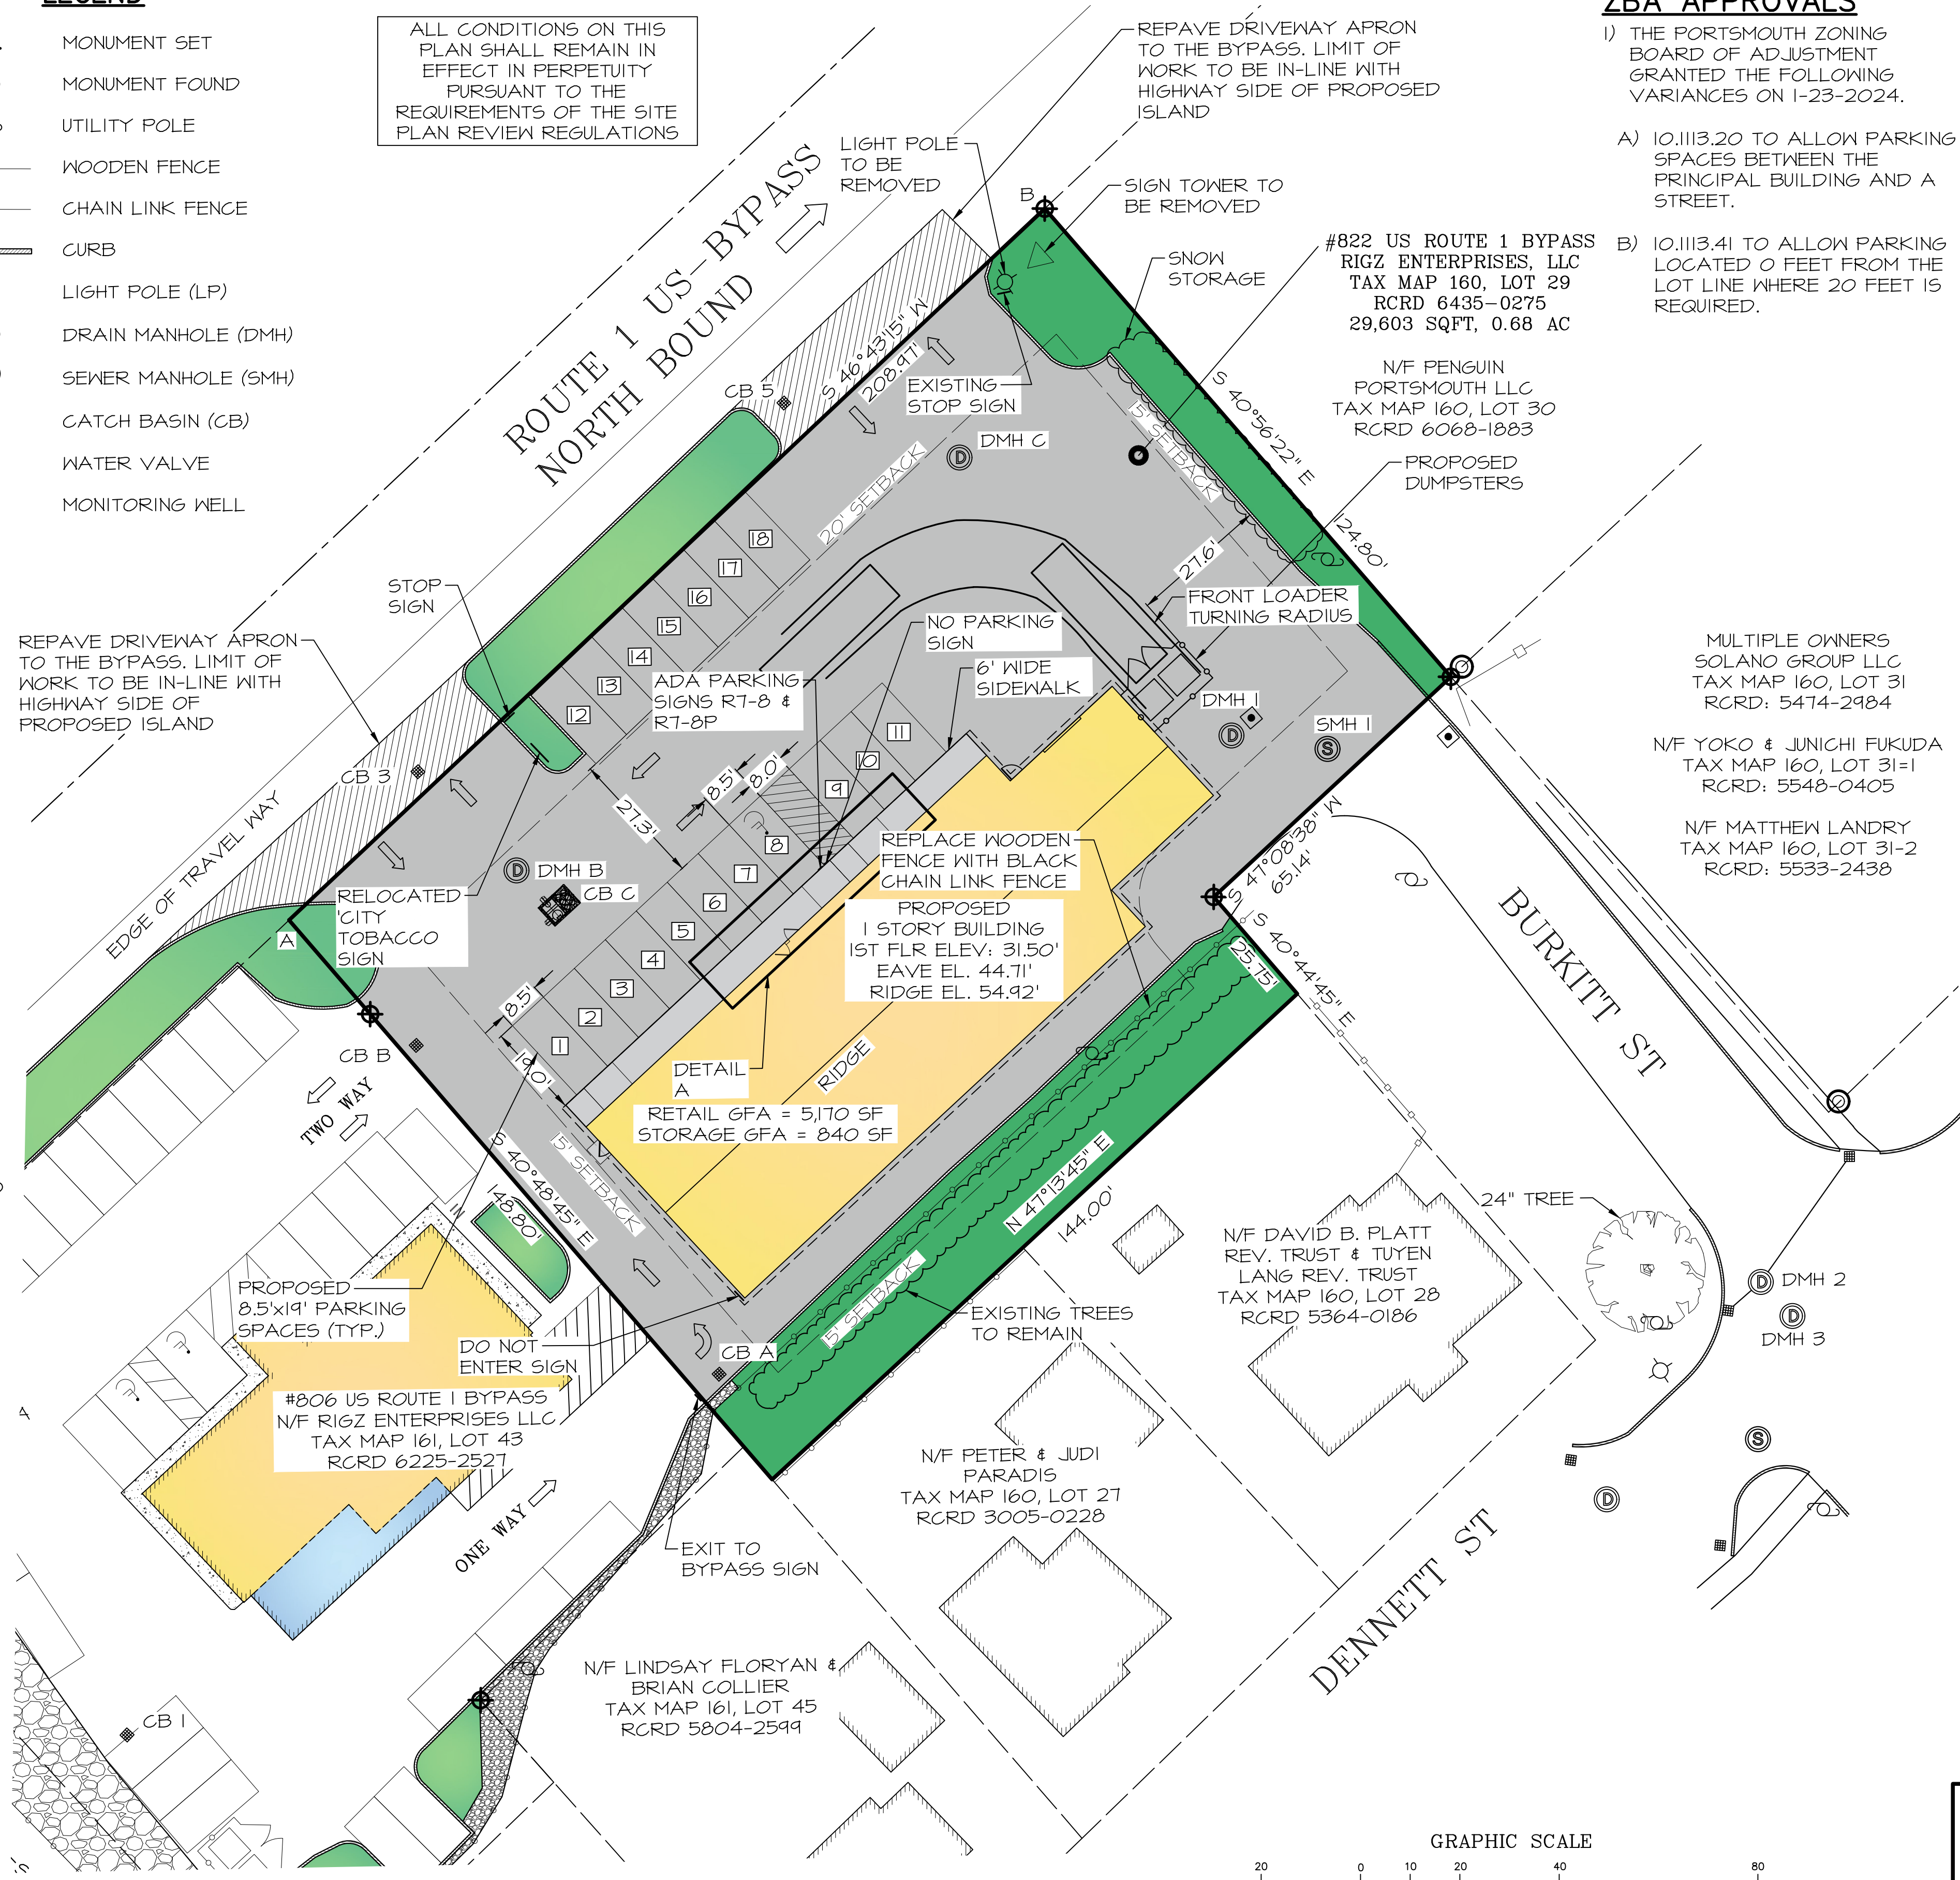 LEGEND
MONUMENT SET
MONUMENT FOUND
UTILITY POLE
WOODEN FENCE
CHAIN LINK FENCE
CURB
LIGHT POLE (LP)
DRAIN MANHOLE (DMH)
SEWER MANHOLE (SMH)
CATCH BASIN (CB)
WATER VALVE
MONITORING WELL
ALL CONDITIONS ON THIS
PLAN SHALL REMAIN IN
EFFECT IN PERPETUITY
PURSUANT TO THE
REQUIREMENTS OF THE SITE
PLAN REVIEW REGULATIONS
REPAVE DRIVEWAY APRON
TO THE BYPASS. LIMIT OF
WORK TO BE IN-LINE WITH
HIGHWAY SIDE OF PROPOSED
ISLAND
ZBA APPROVALS
1) THE PORTSMOUTH ZONING
BOARD OF ADJUSTMENT
GRANTED THE FOLLOWING
VARIANCES ON 1-23-2024.
A) 10.1113.20 TO ALLOW PARKING
SPACES BETWEEN THE
PRINCIPAL BUILDING AND A
STREET.
B) 10.1113.41 TO ALLOW PARKING
LOCATED 0 FEET FROM THE
LOT LINE WHERE 20 FEET IS
REQUIRED.
LIGHT POLE
TO BE
REMOVED
B
SIGN TOWER TO
BE REMOVED
SNOW
STORAGE
#822 US ROUTE 1 BYPASS
RIGZ ENTERPRISES, LLC
TAX MAP 160, LOT 29
RCRD 6435-0275
29,603 SQFT, 0.68 AC
N/F PENGUIN
PORTSMOUTH LLC
TAX MAP 160, LOT 30
RCRD 6068-1883
PROPOSED
DUMPSTERS
ROUTE 1 US-BYPASS
NORTH BOUND
S 46°43'15" W
208.97'
EXISTING
STOP SIGN
CB 5
D
DMH C
20' SETBACK
5' SETBACK
S 40°56'22" E
124.80'
27.6'
FRONT LOADER
TURNING RADIUS
STOP
SIGN
18
17
16
15
14
13
12
NO PARKING
SIGN
6' WIDE
SIDEWALK
ADA PARKING
SIGNS R7-8 &
R7-8P
REPAVE DRIVEWAY APRON
TO THE BYPASS. LIMIT OF
WORK TO BE IN-LINE WITH
HIGHWAY SIDE OF
PROPOSED ISLAND
MULTIPLE OWNERS
SOLANO GROUP LLC
TAX MAP 160, LOT 31
RCRD: 5474-2984
N/F YOKO & JUNICHI FUKUDA
TAX MAP 160, LOT 31=1
RCRD: 5548-0405
N/F MATTHEW LANDRY
TAX MAP 160, LOT 31-2
RCRD: 5533-2438
DMH 1
D
SMH 1
S
11
10
9
8
7
6
5
4
3
2
1
CB 3
EDGE OF TRAVEL WAY
27.3'
8.5'
8.0'
D
DMH B
CB C
RELOCATED
'CITY
TOBACCO
SIGN
A
REPLACE WOODEN
FENCE WITH BLACK
CHAIN LINK FENCE
PROPOSED
1 STORY BUILDING
1ST FLR ELEV: 31.50'
EAVE EL. 44.71'
RIDGE EL. 54.92'
S 47°08'38" W
65.14'
S 40°44'45" E
25.75'
BURKITT ST
8.5'
19.0'
CB B
TWO WAY
DETAIL
A
RIDGE
RETAIL GFA = 5,170 SF
STORAGE GFA = 840 SF
5' SETBACK
S 40°48'45" E
148.80'
N 47°13'45" E
144.00'
5' SETBACK
EXISTING TREES
TO REMAIN
IN
PROPOSED
8.5'x19' PARKING
SPACES (TYP.)
DO NOT
ENTER SIGN
CB A
#806 US ROUTE 1 BYPASS
N/F RIGZ ENTERPRISES LLC
TAX MAP 161, LOT 43
RCRD 6225-2527
N/F DAVID B. PLATT
REV. TRUST & TUYEN
LANG REV. TRUST
TAX MAP 160, LOT 28
RCRD 5364-0186
24" TREE
D
DMH 2
D
DMH 3
S
D
N/F PETER & JUDI
PARADIS
TAX MAP 160, LOT 27
RCRD 3005-0228
ONE WAY
EXIT TO
BYPASS SIGN
DENNETT ST
N/F LINDSAY FLORYAN &
BRIAN COLLIER
TAX MAP 161, LOT 45
RCRD 5804-2599
CB 1
GRAPHIC SCALE
20 0 10 20 40 80